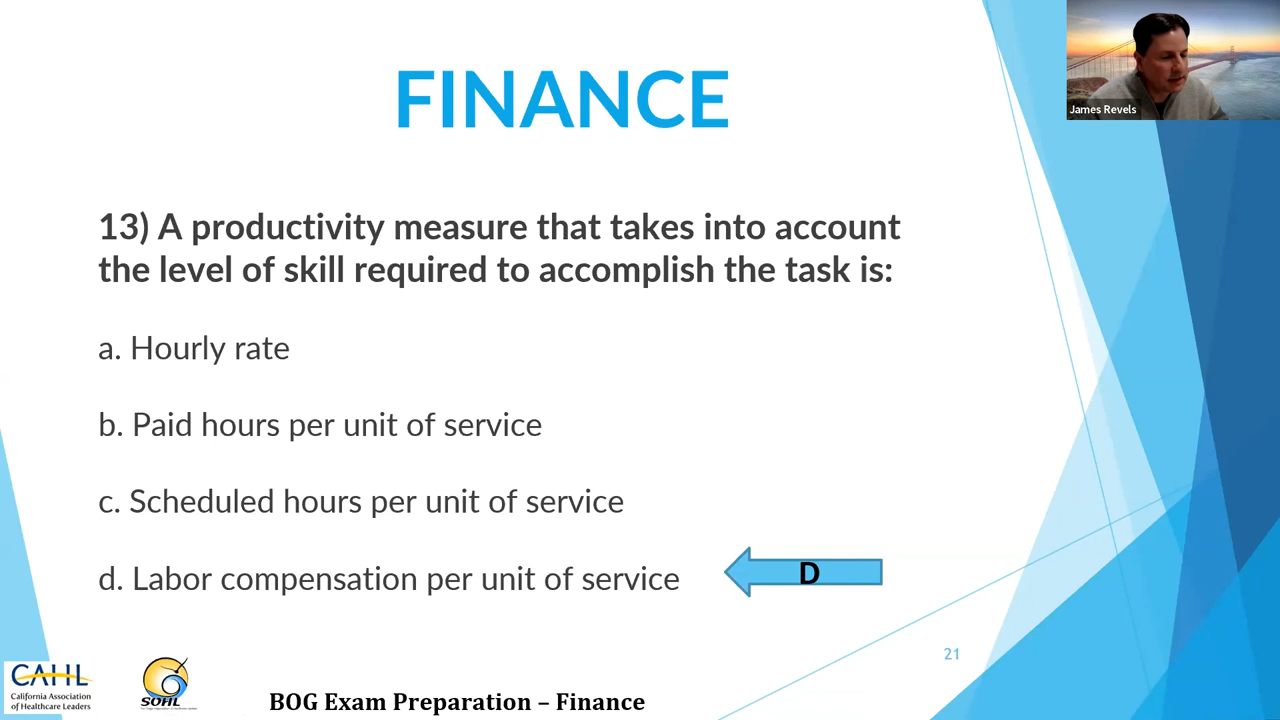 FINANCE
James Revels
13) A productivity measure that takes into account
the level of skill required to accomplish the task is:
a. Hourly rate
b. Paid hours per unit of service
c. Scheduled hours per unit of service
d. Labor compensation per unit of service
D
21
CAHL
California Association
of Healthcare Leaders
SOHL
BOG Exam Preparation – Finance